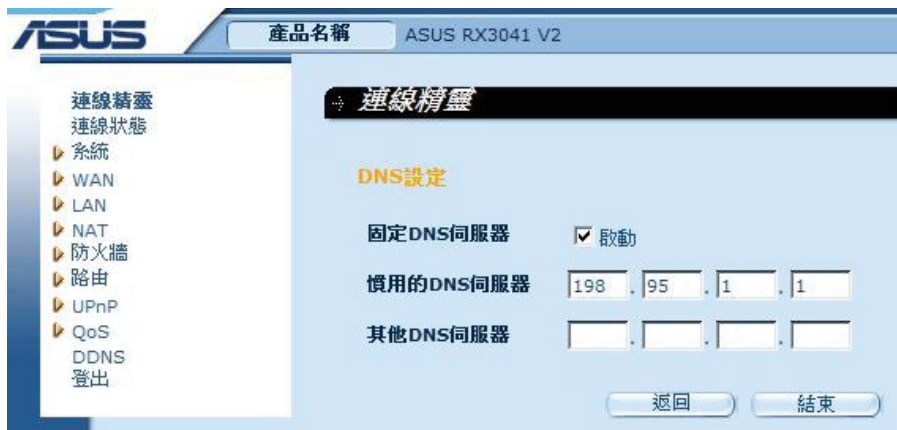 ASUS
產品名稱 ASUS RX3041 V2
連線精靈
連線狀態
系統
WAN
LAN
NAT
防火牆
路由
UPnP
QoS
DDNS
登出
連線精靈
DNS設定
固定DNS伺服器 啟動
慣用的DNS伺服器 198 . 95 . 1 . 1
其他DNS伺服器 . . .
返回 結束